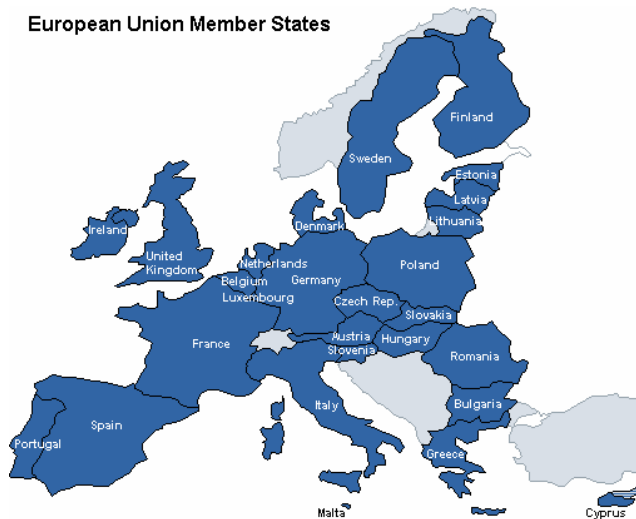 European Union Member States
Finland
Sweden
Estonia
Latvia
Lithuania
Denmark
Ireland
United
Kingdom
Netherlands
Belgium
Germany
Luxembourg
Poland
Czech Rep.
Slovakia
France
Austria
Hungary
Slovenia
Romania
Italy
Bulgaria
Spain
Portugal
Greece
Malta
Cyprus